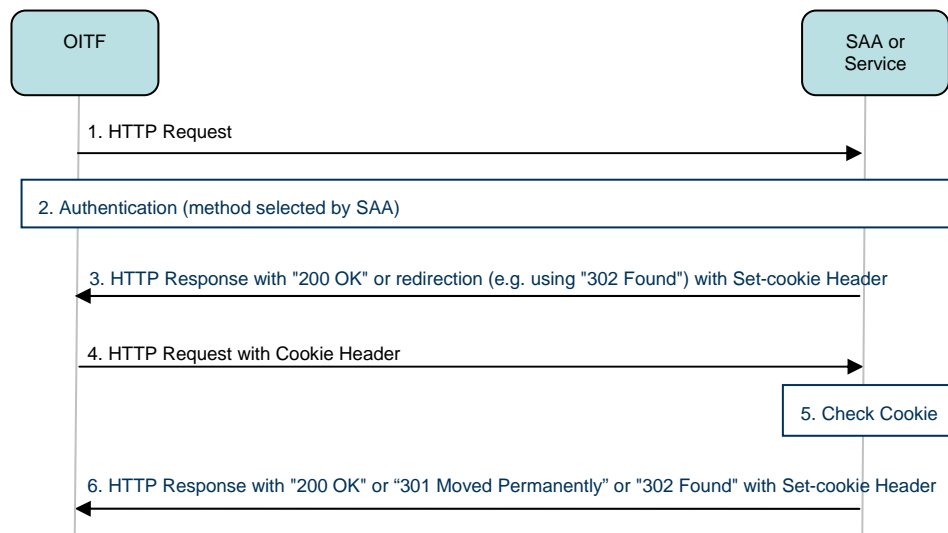 OITF
SAA or
Service
1. HTTP Request
2. Authentication (method selected by SAA)
3. HTTP Response with "200 OK" or redirection (e.g. using "302 Found") with Set-cookie Header
4. HTTP Request with Cookie Header
5. Check Cookie
6. HTTP Response with "200 OK" or “301 Moved Permanently” or "302 Found" with Set-cookie Header